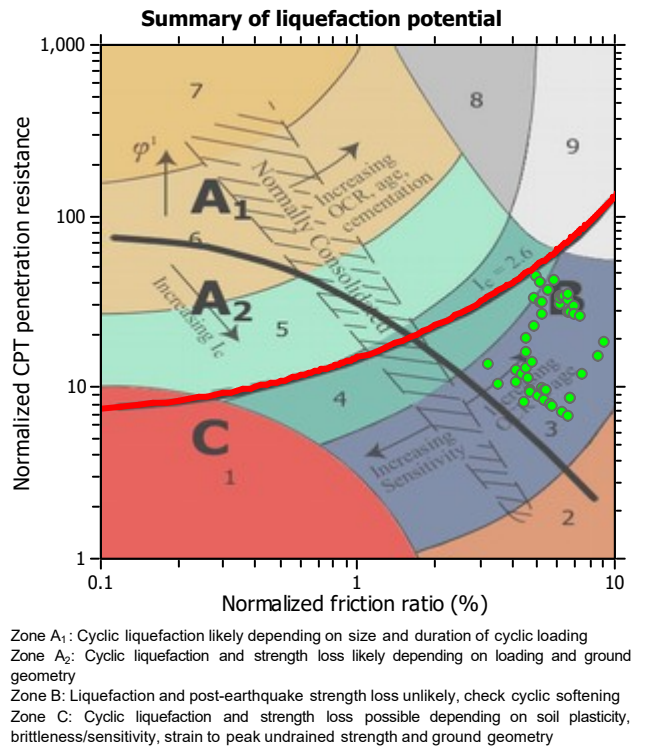 Summary of liquefaction potential
1,000
100
10
1
0.1
1
10
Normalized CPT penetration resistance
Normalized friction ratio (%)
7
8
9
φ'
Increasing
OCR, age,
cementation
Normally Consolidated
A1
6
A2
Increasing Ic
5
Ic = 2.6
B
4
C
1
Increasing
Sensitivity
3
2
Zone A1: Cyclic liquefaction likely depending on size and duration of cyclic loading
Zone A2: Cyclic liquefaction and strength loss likely depending on loading and ground
geometry
Zone B: Liquefaction and post-earthquake strength loss unlikely, check cyclic softening
Zone C: Cyclic liquefaction and strength loss possible depending on soil plasticity,
brittleness/sensitivity, strain to peak undrained strength and ground geometry